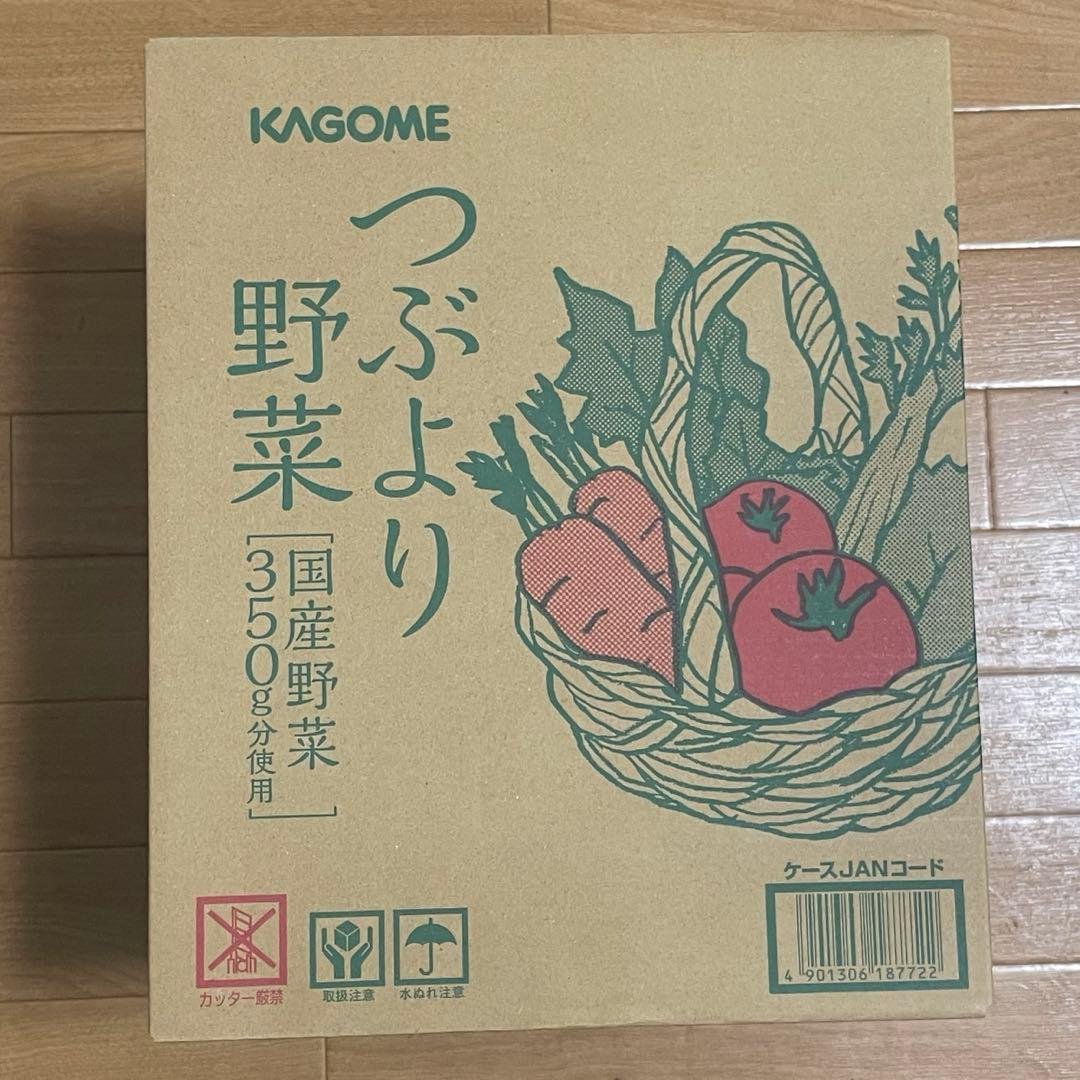 KAGOME
つぶより
野菜
国産野菜
350g分使用
ケースJANコード
4 901306 187722
カッター厳禁
取扱注意
水ぬれ注意